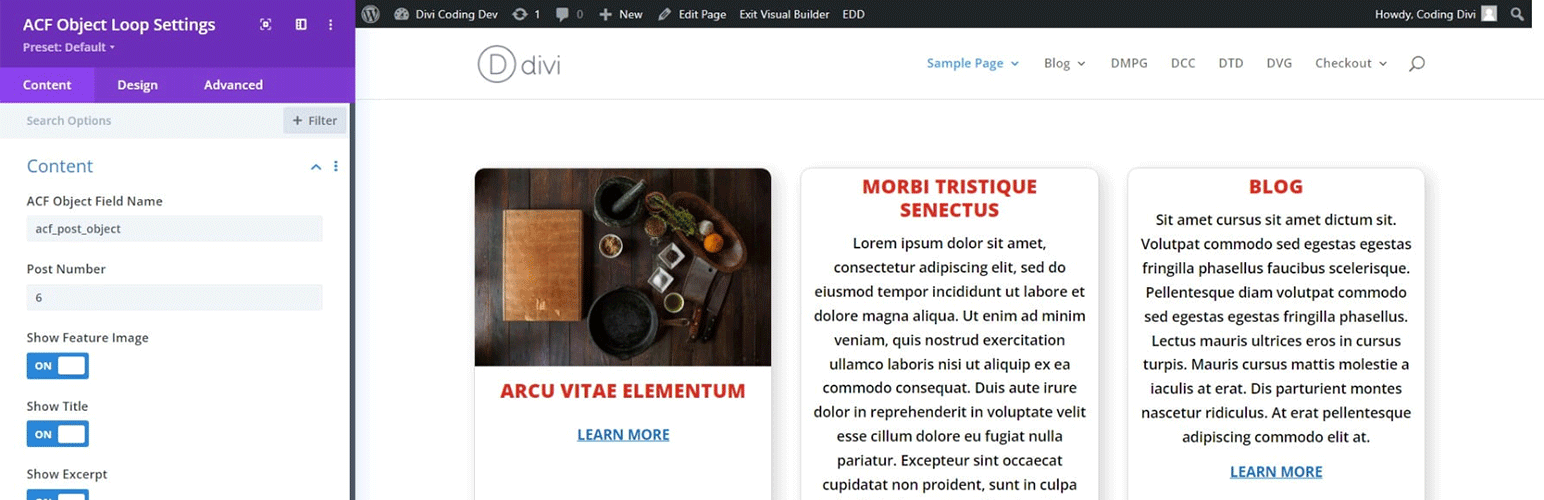 ACF Object Loop Settings
Preset: Default
Content Design Advanced
Search Options + Filter
Content
ACF Object Field Name
acf_post_object
Post Number
6
Show Feature Image
ON
Show Title
ON
Show Excerpt
ON
Divi Coding Dev 1 0 + New Edit Page Exit Visual Builder EDD Howdy, Coding Divi
D divi
Sample Page Blog DMPG DCC DTD DVG Checkout
ARCU VITAE ELEMENTUM
LEARN MORE
MORBI TRISTIQUE
SENECTUS
Lorem ipsum dolor sit amet,
consectetur adipiscing elit, sed do
eiusmod tempor incididunt ut labore et
dolore magna aliqua. Ut enim ad minim
veniam, quis nostrud exercitation
ullamco laboris nisi ut aliquip ex ea
commodo consequat. Duis aute irure
dolor in reprehenderit in voluptate velit
esse cillum dolore eu fugiat nulla
pariatur. Excepteur sint occaecat
cupidatat non proident, sunt in culpa
BLOG
Sit amet cursus sit amet dictum sit.
Volutpat commodo sed egestas egestas
fringilla phasellus faucibus scelerisque.
Pellentesque diam volutpat commodo
sed egestas egestas fringilla phasellus.
Lectus mauris ultrices eros in cursus
turpis. Mauris cursus mattis molestie a
iaculis at erat. Dis parturient montes
nascetur ridiculus. At erat pellentesque
adipiscing commodo elit at.
LEARN MORE